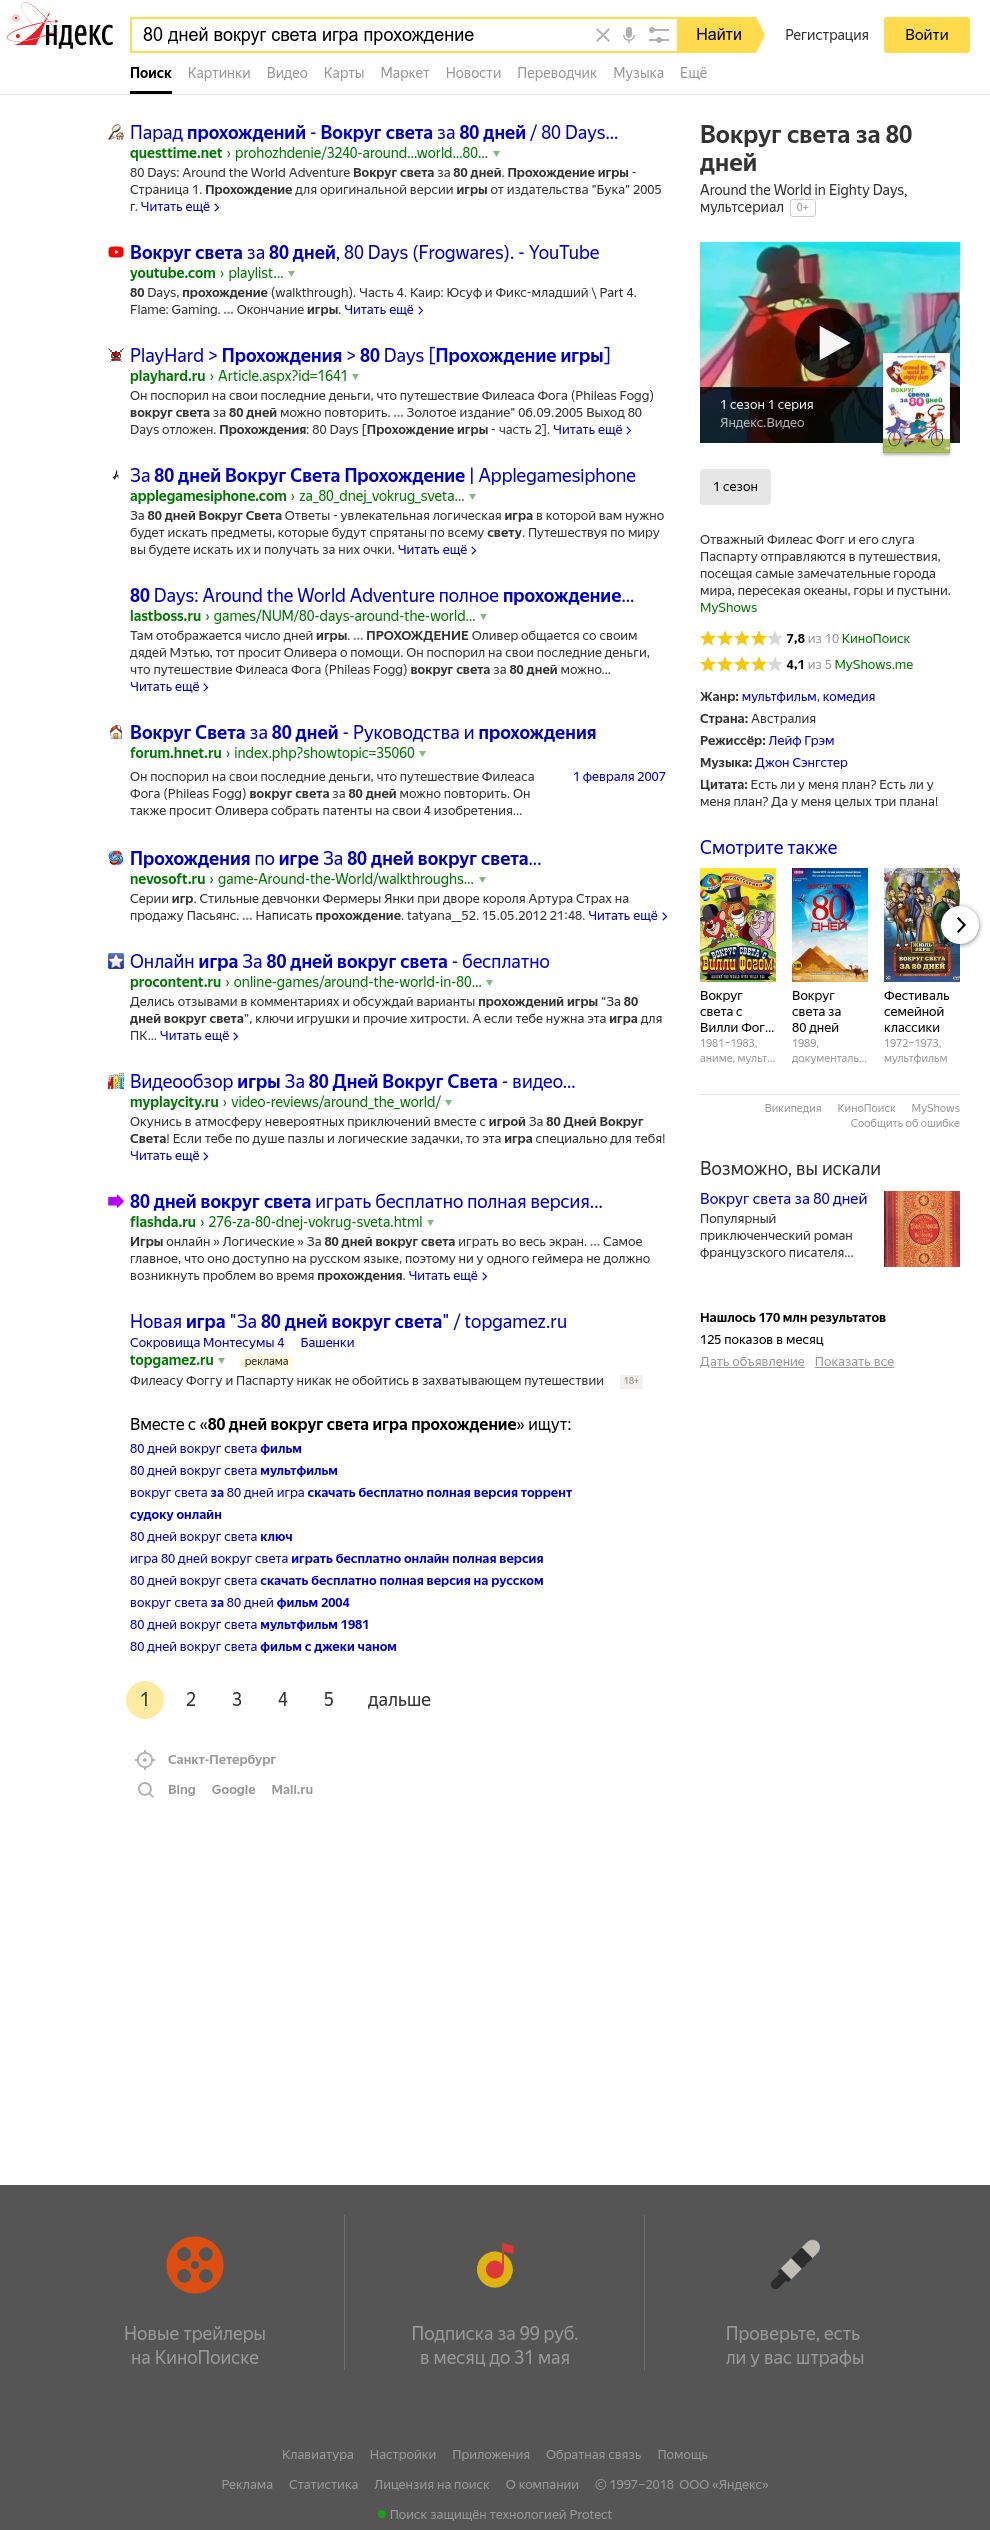 Яндекс
80 дней вокруг света игра прохождение
Найти
Регистрация
Войти
Поиск Картинки Видео Карты Маркет Новости Переводчик Музыка Ещё
Парад прохождений - Вокруг света за 80 дней / 80 Days...
questtime.net › prohozhdenie/3240-around...world...80...
80 Days: Around the World Adventure Вокруг света за 80 дней. Прохождение игры -
Страница 1. Прохождение для оригинальной версии игры от издательства "Бука" 2005
г. Читать ещё
Вокруг света за 80 дней, 80 Days (Frogwares). - YouTube
youtube.com › playlist...
80 Days, прохождение (walkthrough). Часть 4. Каир: Юсуф и Фикс-младший \ Part 4.
Flame: Gaming. ... Окончание игры. Читать ещё
PlayHard > Прохождения > 80 Days [Прохождение игры]
playhard.ru › Article.aspx?id=1641
Он поспорил на свои последние деньги, что путешествие Филеаса Фога (Phileas Fogg)
вокруг света за 80 дней можно повторить. ... Золотое издание" 06.09.2005 Выход 80
Days отложен. Прохождения: 80 Days [Прохождение игры - часть 2]. Читать ещё
За 80 дней Вокруг Света Прохождение | Applegamesiphone
applegamesiphone.com › za_80_dnej_vokrug_sveta...
За 80 дней Вокруг Света Ответы - увлекательная логическая игра в которой вам нужно
будет искать предметы, которые будут спрятаны по всему свету. Путешествуя по миру
вы будете искать их и получать за них очки. Читать ещё
80 Days: Around the World Adventure полное прохождение...
lastboss.ru › games/NUM/80-days-around-the-world...
Там отображается число дней игры. ... ПРОХОЖДЕНИЕ Оливер общается со своим
дядей Мэтью, тот просит Оливера о помощи. Он поспорил на свои последние деньги,
что путешествие Филеаса Фога (Phileas Fogg) вокруг света за 80 дней можно...
Читать ещё
Вокруг Света за 80 дней - Руководства и прохождения
forum.hnet.ru › index.php?showtopic=35060
Он поспорил на свои последние деньги, что путешествие Филеаса
Фога (Phileas Fogg) вокруг света за 80 дней можно повторить. Он
также просит Оливера собрать патенты на свои 4 изобретения...
1 февраля 2007
Прохождения по игре За 80 дней вокруг света...
nevosoft.ru › game-Around-the-World/walkthroughs...
Серии игр. Стильные девчонки Фермеры Янки при дворе короля Артура Страх на
продажу Пасьянс. ... Написать прохождение. tatyana__52. 15.05.2012 21:48. Читать ещё
Онлайн игра За 80 дней вокруг света - бесплатно
procontent.ru › online-games/around-the-world-in-80...
Делись отзывами в комментариях и обсуждай варианты прохождений игры "За 80
дней вокруг света", ключи игрушки и прочие хитрости. А если тебе нужна эта игра для
ПК... Читать ещё
Видеообзор игры За 80 Дней Вокруг Света - видео...
myplaycity.ru › video-reviews/around_the_world/
Окунись в атмосферу невероятных приключений вместе с игрой За 80 Дней Вокруг
Света! Если тебе по душе пазлы и логические задачки, то эта игра специально для тебя!
Читать ещё
80 дней вокруг света играть бесплатно полная версия...
flashda.ru › 276-za-80-dnej-vokrug-sveta.html
Игры онлайн » Логические » За 80 дней вокруг света играть во весь экран. ... Самое
главное, что оно доступно на русском языке, поэтому ни у одного геймера не должно
возникнуть проблем во время прохождения. Читать ещё
Новая игра "За 80 дней вокруг света" / topgamez.ru
Сокровища Монтесумы 4 Башенки
topgamez.ru реклама
Филеасу Фоггу и Паспарту никак не обойтись в захватывающем путешествии 18+
Вместе с «80 дней вокруг света игра прохождение» ищут:
80 дней вокруг света фильм
80 дней вокруг света мультфильм
вокруг света за 80 дней игра скачать бесплатно полная версия торрент
судоку онлайн
80 дней вокруг света ключ
игра 80 дней вокруг света играть бесплатно онлайн полная версия
80 дней вокруг света скачать бесплатно полная версия на русском
вокруг света за 80 дней фильм 2004
80 дней вокруг света мультфильм 1981
80 дней вокруг света фильм с джеки чаном
1 2 3 4 5 дальше
Санкт-Петербург
Bing Google Mail.ru
Вокруг света за 80
дней
Around the World in Eighty Days,
мультсериал 0+
1 сезон 1 серия
Яндекс.Видео
вокруг
света
за 80 дней
1 сезон
Отважный Филеас Фогг и его слуга
Паспарту отправляются в путешествия,
посещая самые замечательные города
мира, пересекая океаны, горы и пустыни.
MyShows
7,8 из 10 КиноПоиск
4,1 из 5 MyShows.me
Жанр: мультфильм, комедия
Страна: Австралия
Режиссёр: Лейф Грэм
Музыка: Джон Сэнгстер
Цитата: Есть ли у меня план? Есть ли у
меня план? Да у меня целых три плана!
Смотрите также
ВОКРУГ СВЕТА С
ВИЛЛИ ФОГОМ
ВОКРУГ СВЕТА
80
ДНЕЙ
ЖЮЛЬ
ВЕРН
ВОКРУГ СВЕТА
ЗА 80 ДНЕЙ
Вокруг
света с
Вилли Фог...
1981–1983,
аниме, мульт...
Вокруг
света за
80 дней
1989,
документаль...
Фестиваль
семейной
классики
1972–1973,
мультфильм
Википедия КиноПоиск MyShows
Сообщить об ошибке
Возможно, вы искали
Вокруг света за 80 дней
Популярный
приключенческий роман
французского писателя...
Нашлось 170 млн результатов
125 показов в месяц
Дать объявление Показать все
Новые трейлеры
на КиноПоиске
Подписка за 99 руб.
в месяц до 31 мая
Проверьте, есть
ли у вас штрафы
Клавиатура Настройки Приложения Обратная связь Помощь
Реклама Статистика Лицензия на поиск О компании © 1997–2018 ООО «Яндекс»
Поиск защищён технологией Protect